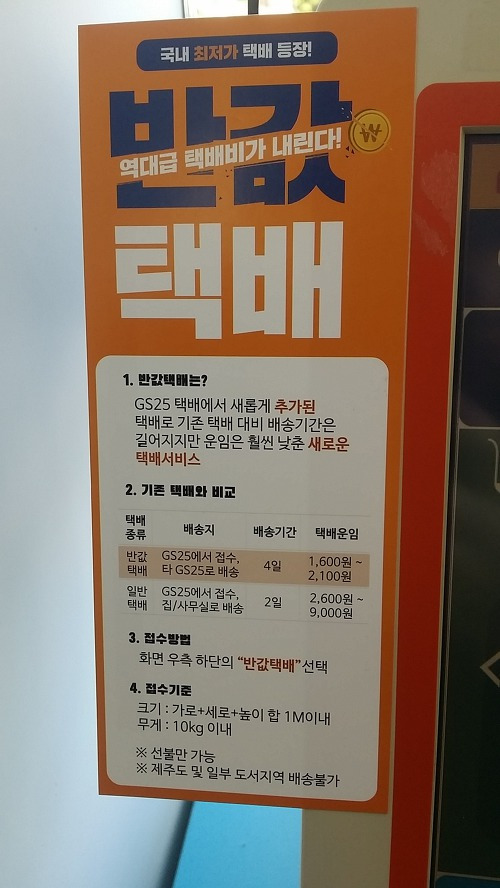 국내 최저가 택배 등장!
반값
역대급 택배비가 내린다!
택배
1. 반값택배는?
GS25 택배에서 새롭게 추가된
택배로 기존 택배 대비 배송기간은
길어지지만 운임은 훨씬 낮춘 새로운
택배서비스
2. 기존 택배와 비교
택배 종류 배송지 배송기간 택배운임
반값 택배 GS25에서 접수, 타 GS25로 배송 4일 1,600원 ~ 2,100원
일반 택배 GS25에서 접수, 집/사무실로 배송 2일 2,600원 ~ 9,000원
3. 접수방법
화면 우측 하단의 “반값택배”선택
4. 접수기준
크기 : 가로+세로+높이 합 1M이내
무게 : 10kg 이내
※ 선불만 가능
※ 제주도 및 일부 도서지역 배송불가